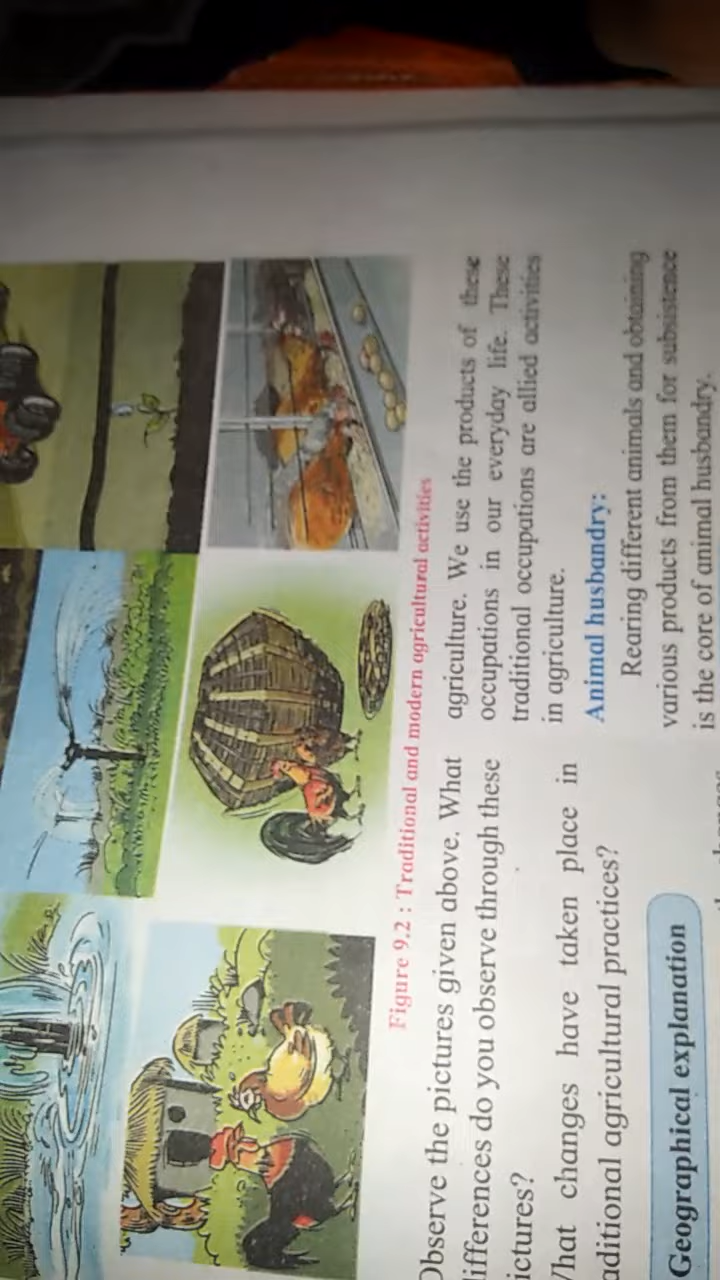 Figure 9.2 : Traditional and modern agricultural activities
Observe the pictures given above. What
ifferences do you observe through these
ictures?
hat changes have taken place in
aditional agricultural practices?
Geographical explanation
agriculture. We use the products of these
occupations in our everyday life. These
traditional occupations are allied activities
in agriculture.
Animal husbandry:
Rearing different animals and obtaining
various products from them for subsistence
is the core of animal husbandry.